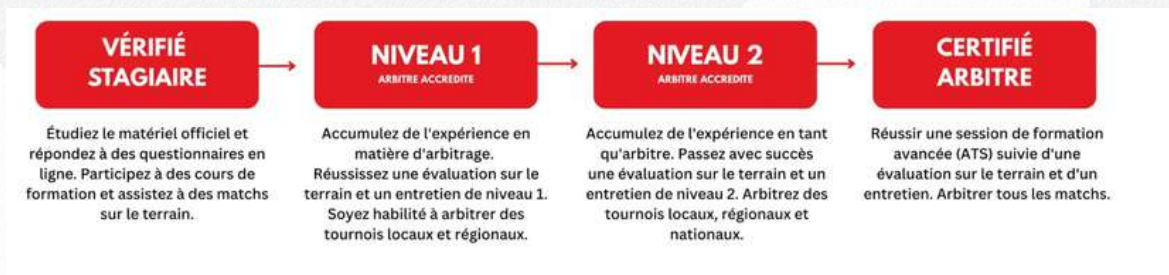 VÉRIFIÉ
STAGIAIRE
Étudiez le matériel officiel et
répondez à des questionnaires en
ligne. Participez à des cours de
formation et assistez à des matchs
sur le terrain.
NIVEAU 1
ARBITRE ACCREDITE
Accumulez de l'expérience en
matière d'arbitrage.
Réussissez une évaluation sur le
terrain et un entretien de niveau 1.
Soyez habilité à arbitrer des
tournois locaux et régionaux.
NIVEAU 2
ARBITRE ACCREDITE
Accumulez de l'expérience en tant
qu'arbitre. Passez avec succès
une évaluation sur le terrain et un
entretien de niveau 2. Arbitrez des
tournois locaux, régionaux et
nationaux.
CERTIFIÉ
ARBITRE
Réussir une session de formation
avancée (ATS) suivie d'une
évaluation sur le terrain et d'un
entretien. Arbitrer tous les matchs.